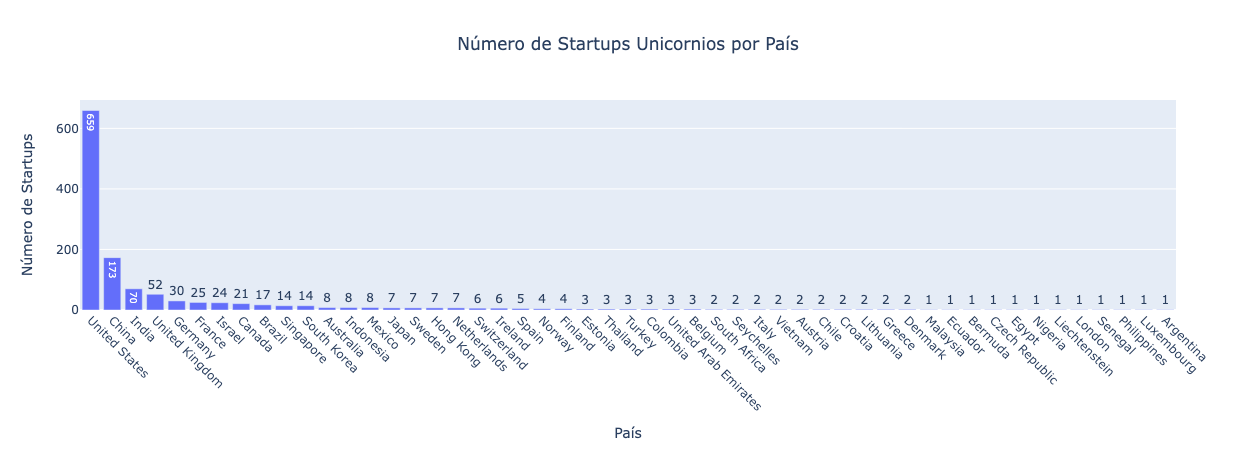 Número de Startups Unicornios por País
Número de Startups
600
400
200
0
659
173
70
52
30
25
24
21
17
14
14
8
8
8
7
7
7
7
6
6
5
4
4
3
3
3
3
3
3
2
2
2
2
2
2
2
2
2
2
1
1
1
1
1
1
1
1
1
1
1
1
United States
China
India
United Kingdom
Germany
France
Israel
Canada
Brazil
Singapore
South Korea
Australia
Indonesia
Mexico
Japan
Sweden
Hong Kong
Netherlands
Switzerland
Ireland
Spain
Norway
Finland
Estonia
Thailand
Turkey
Colombia
United Arab Emirates
Belgium
South Africa
Seychelles
Italy
Vietnam
Austria
Chile
Croatia
Lithuania
Greece
Denmark
Malaysia
Ecuador
Bermuda
Czech Republic
Egypt
Nigeria
Liechtenstein
London
Senegal
Philippines
Luxembourg
Argentina
País